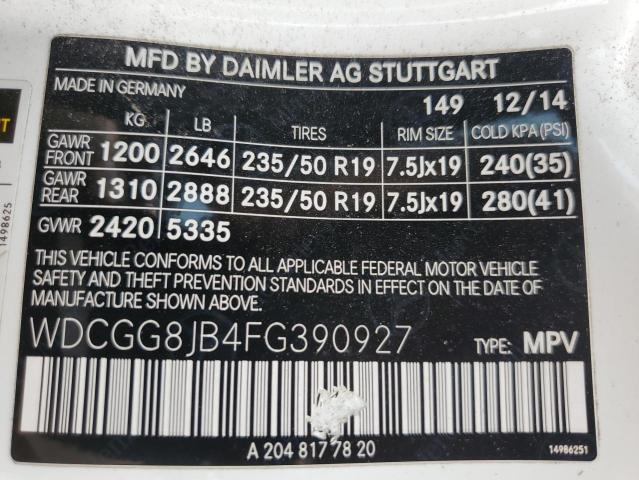 MFD BY DAIMLER AG STUTTGART
MADE IN GERMANY 149 12/14
KG LB TIRES RIM SIZE COLD KPA(PSI)
GAWR FRONT 1200 2646 235/50 R19 7.5Jx19 240(35)
GAWR REAR 1310 2888 235/50 R19 7.5Jx19 280(41)
GVWR 2420 5335
THIS VEHICLE CONFORMS TO ALL APPLICABLE FEDERAL MOTOR VEHICLE
SAFETY AND THEFT PREVENTION STANDARDS IN EFFECT ON THE DATE OF
MANUFACTURE SHOWN ABOVE.
WDCGG8JB4FG390927 TYPE: MPV
A 204 817 78 20 14986251
1498625